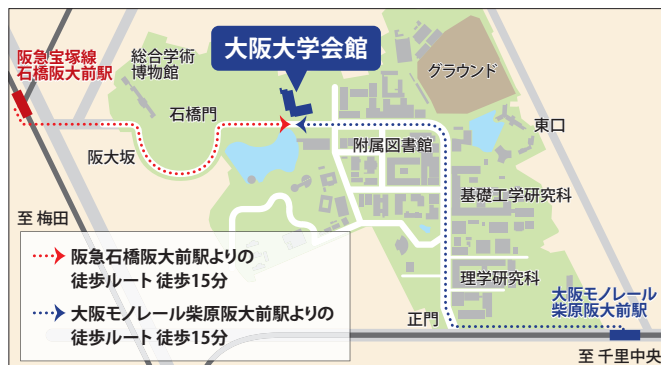 阪急宝塚線
石橋阪大前駅
総合学術
博物館
大阪大学会館
グラウンド
石橋門
東口
附属図書館
阪大坂
基礎工学研究科
至 梅田
阪急石橋阪大前駅よりの
徒歩ルート 徒歩15分
理学研究科
大阪モノレール
柴原阪大前駅
大阪モノレール柴原阪大前駅よりの
徒歩ルート 徒歩15分
正門
至 千里中央